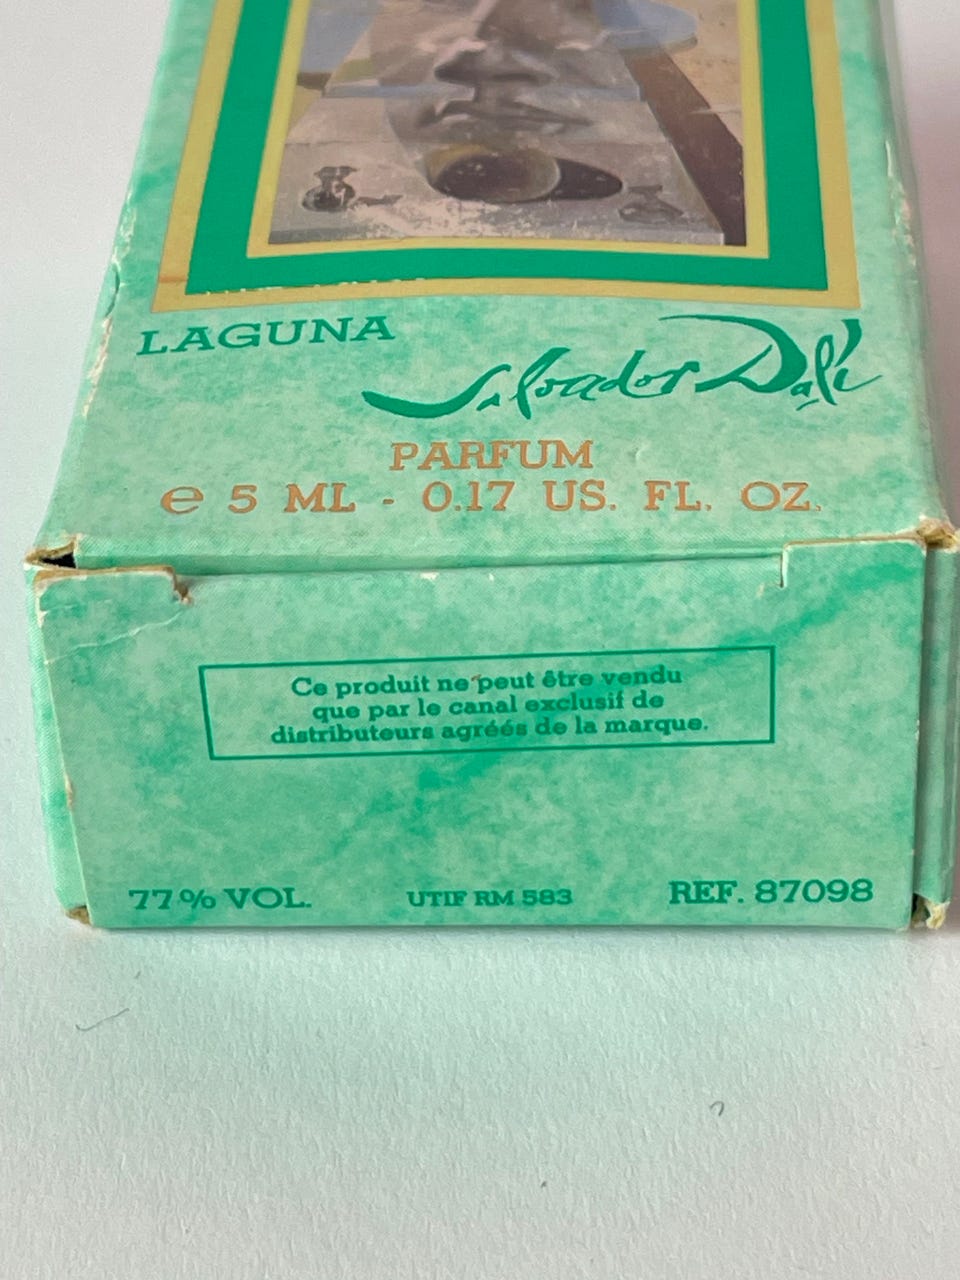 LAGUNA
Salvador Dalí
PARFUM
e 5 ML - 0.17 US. FL. OZ.
Ce produit ne peut être vendu
que par le canal exclusif de
distributeurs agréés de la marque.
77% VOL. UTIF RM 583 REF. 87098